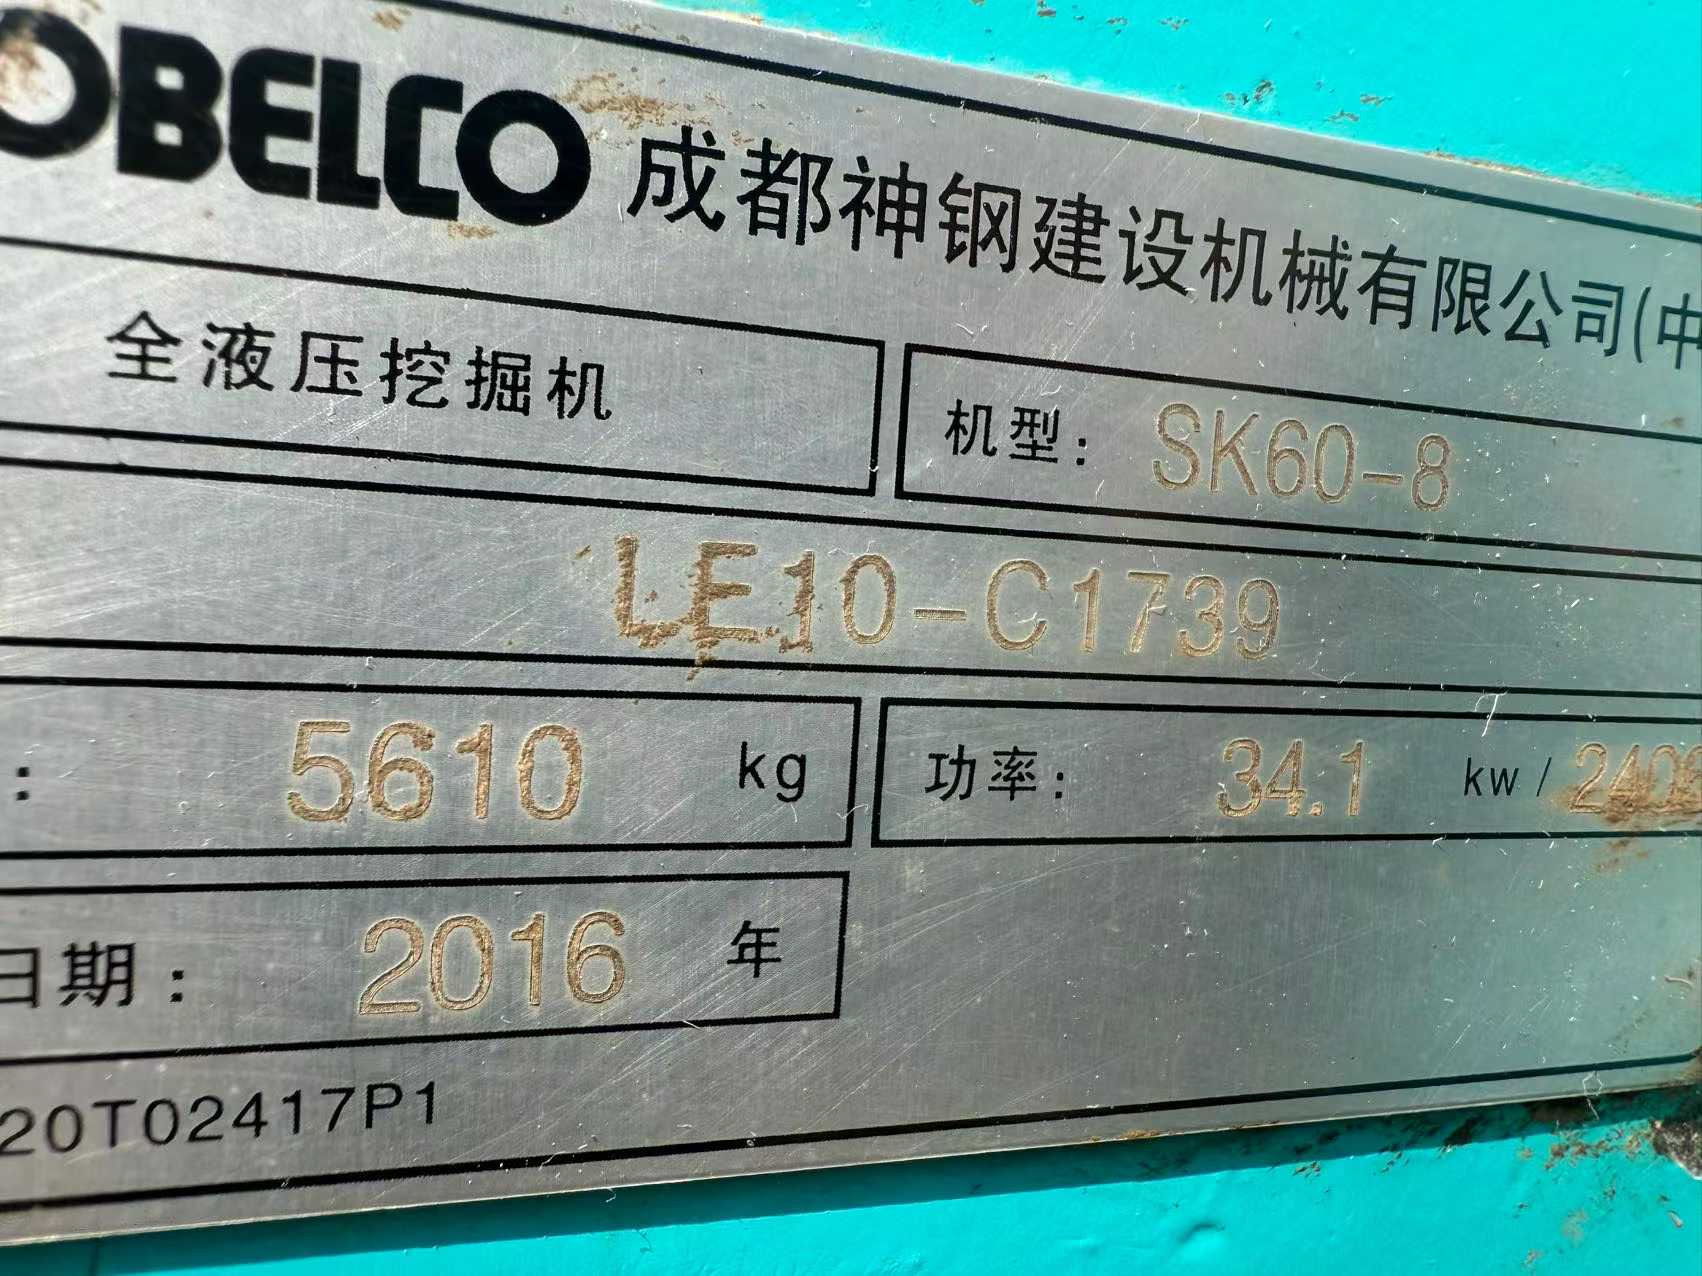 OBELCO 成都神钢建设机械有限公司(中
全液压挖掘机
机型: SK60-8
LE10-C1739
: 5610 kg
功率: 34.1 kw/ 240
日期: 2016 年
20T02417P1